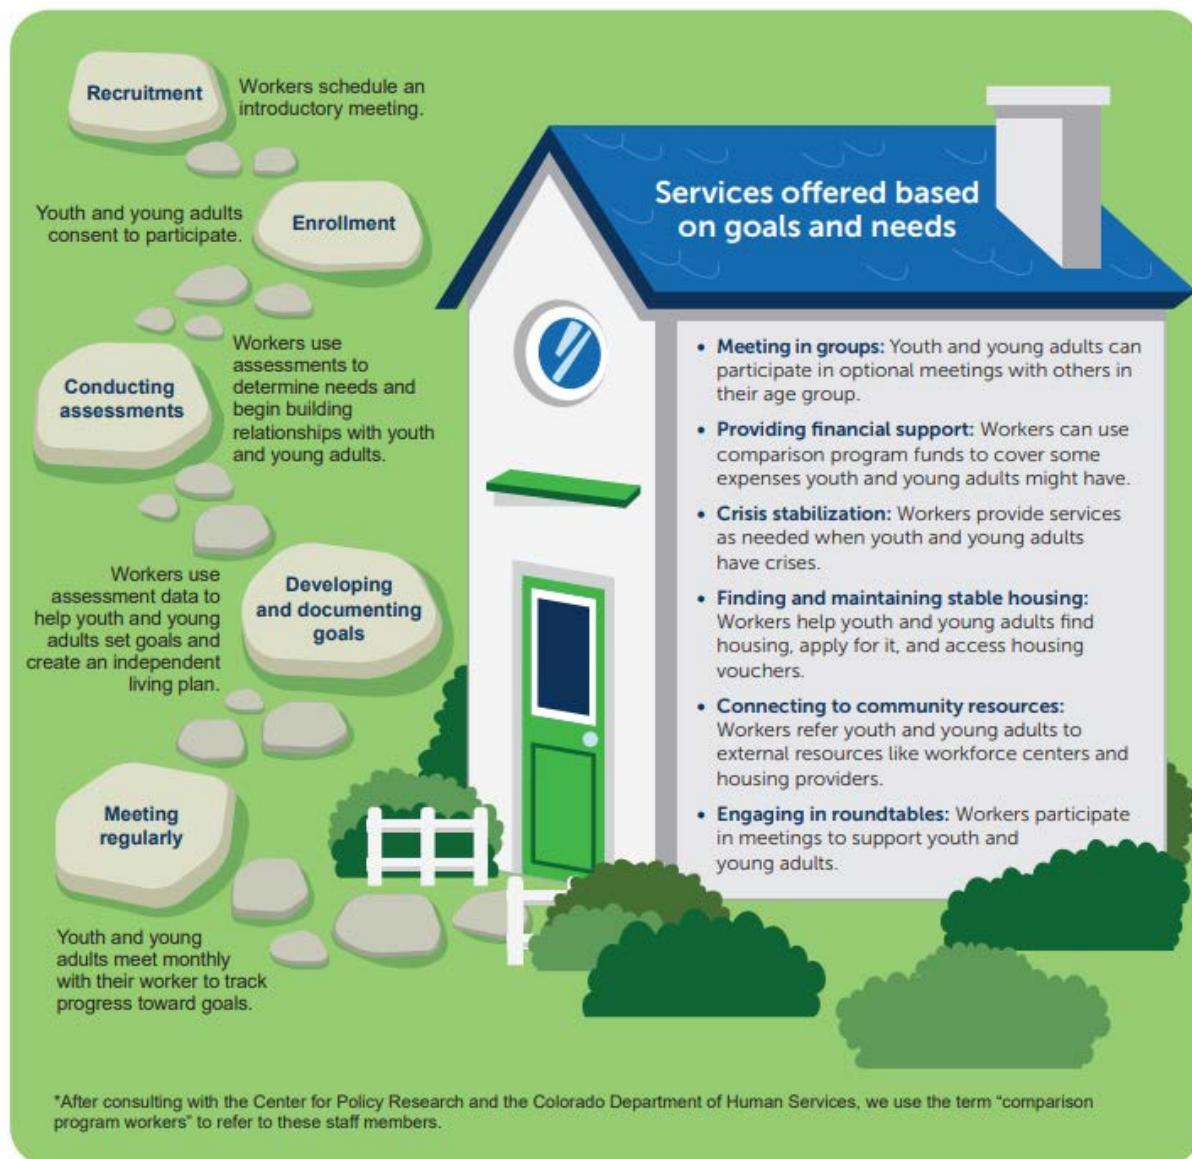 Recruitment
Workers schedule an
introductory meeting.
Youth and young adults
consent to participate.
Enrollment
Conducting
assessments
Workers use
assessments to
determine needs and
begin building
relationships with youth
and young adults.
Workers use
assessment data to
help youth and young
adults set goals and
create an independent
living plan.
Developing
and documenting
goals
Meeting
regularly
Youth and young
adults meet monthly
with their worker to track
progress toward goals.
Services offered based
on goals and needs
• Meeting in groups: Youth and young adults can
participate in optional meetings with others in
their age group.
• Providing financial support: Workers can use
comparison program funds to cover some
expenses youth and young adults might have.
• Crisis stabilization: Workers provide services
as needed when youth and young adults
have crises.
• Finding and maintaining stable housing:
Workers help youth and young adults find
housing, apply for it, and access housing
vouchers.
• Connecting to community resources:
Workers refer youth and young adults to
external resources like workforce centers and
housing providers.
• Engaging in roundtables: Workers participate
in meetings to support youth and
young adults.
*After consulting with the Center for Policy Research and the Colorado Department of Human Services, we use the term “comparison
program workers” to refer to these staff members.